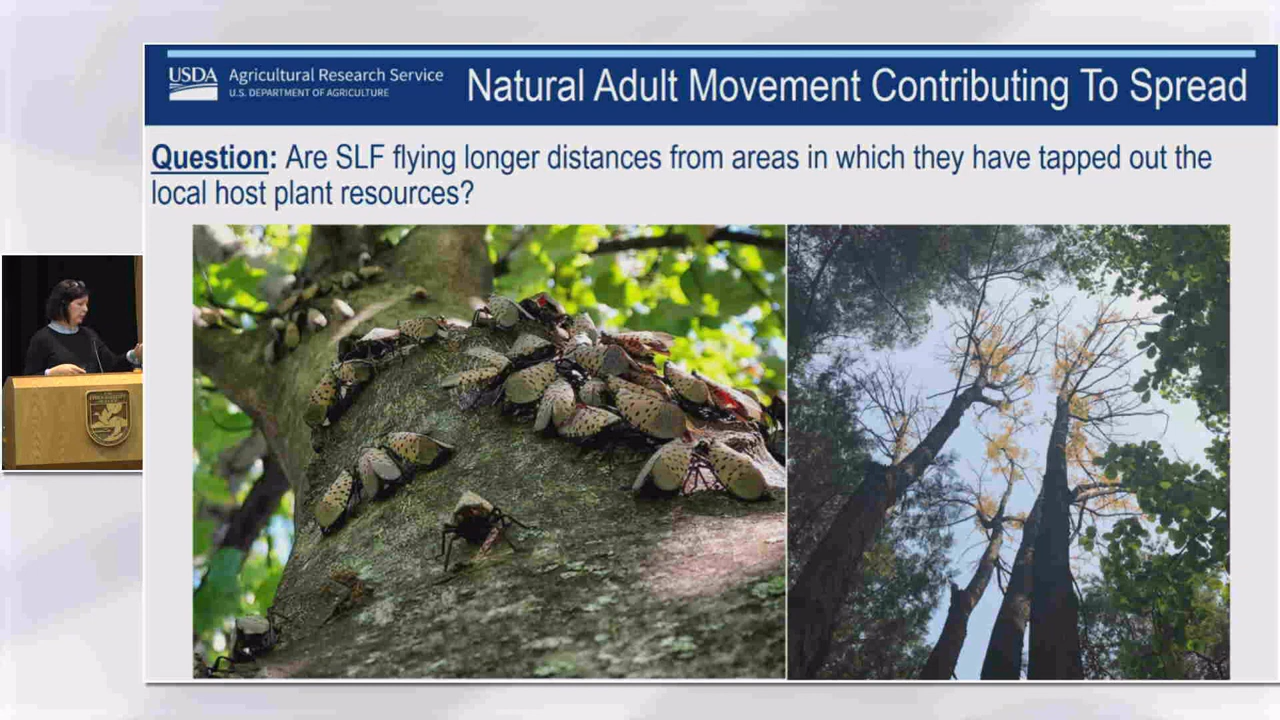 USDA Agricultural Research Service
U.S. DEPARTMENT OF AGRICULTURE
Natural Adult Movement Contributing To Spread
Question: Are SLF flying longer distances from areas in which they have tapped out the
local host plant resources?